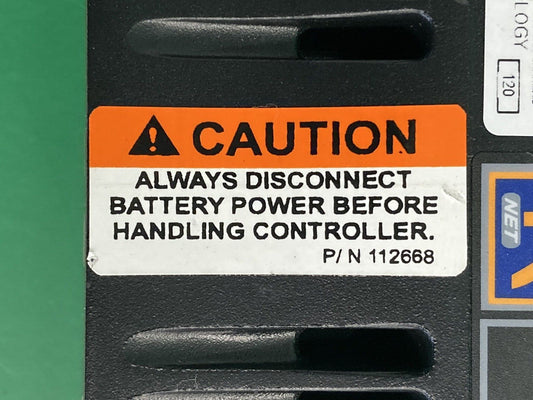 CAUTION
ALWAYS DISCONNECT
BATTERY POWER BEFORE
HANDLING CONTROLLER.
P/N 112668
LOGY
120
NET